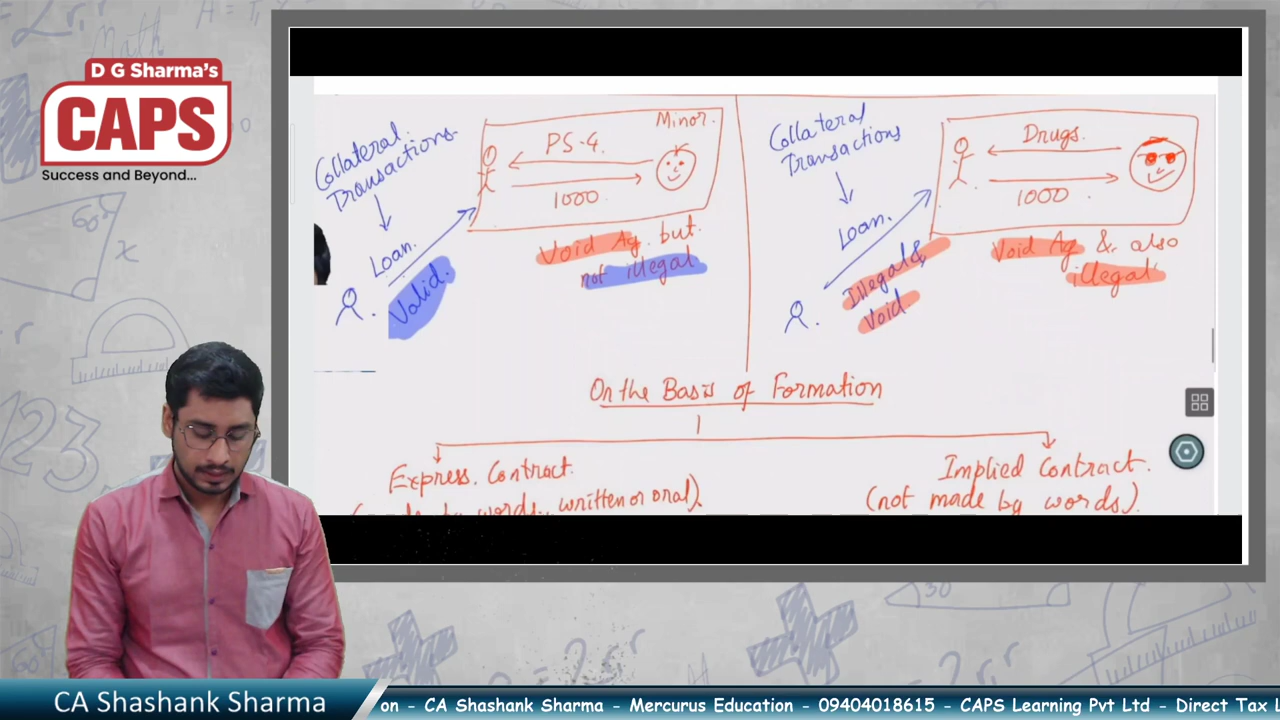 D G Sharma's
CAPS
Success and Beyond...
Collateral
Transactions.
Loan.
Valid.
Minor.
PS-4.
1000
Void Ag. but
not illegal
Collateral
Transactions
Loan.
Illegal &
Void
Drugs.
1000
Void Ag & also
illegal
On the Basis of Formation
Express Contract.
words, written or oral).
Implied Contract.
(not made by words).
CA Shashank Sharma
on - CA Shashank Sharma - Mercurus Education - 09404018615 - CAPS Learning Pvt Ltd - Direct Tax L